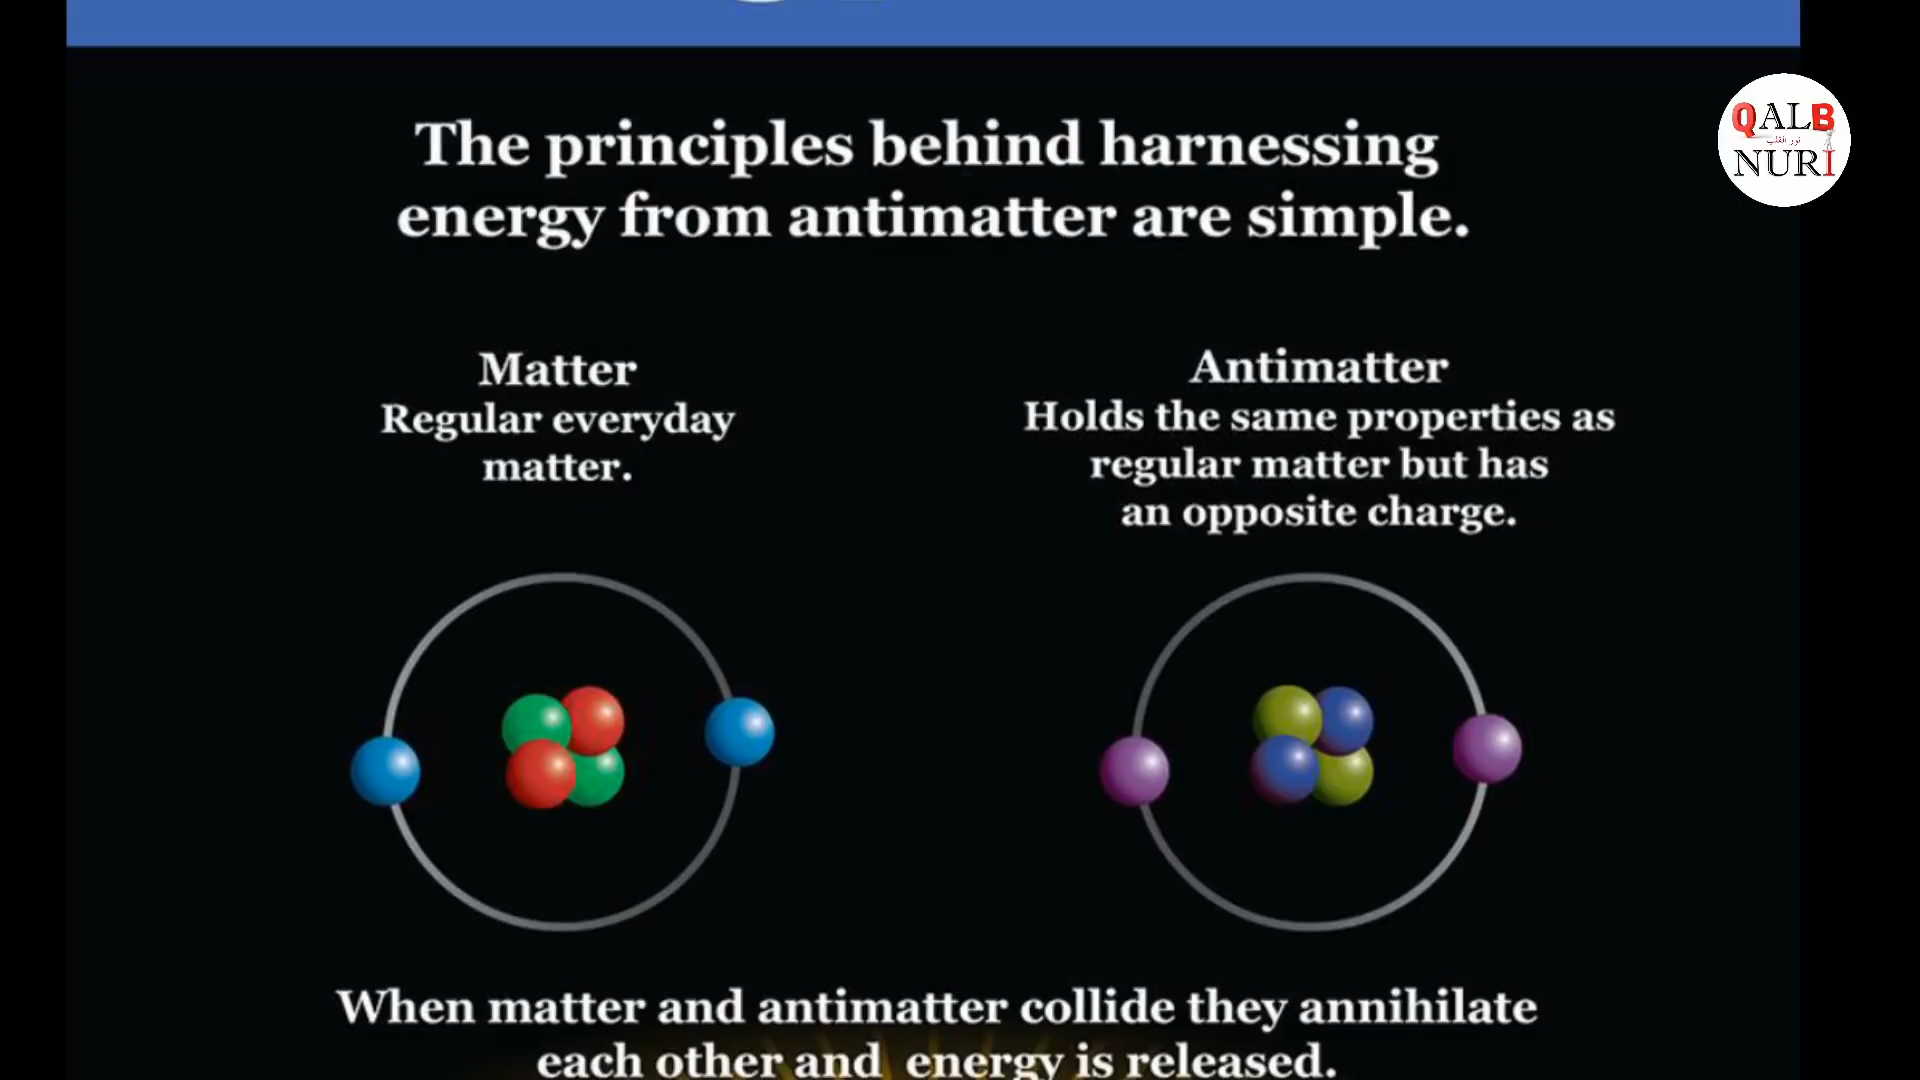 QALB
نور القلب
NURI
The principles behind harnessing
energy from antimatter are simple.
Matter
Regular everyday
matter.
Antimatter
Holds the same properties as
regular matter but has
an opposite charge.
When matter and antimatter collide they annihilate
each other and energy is released.